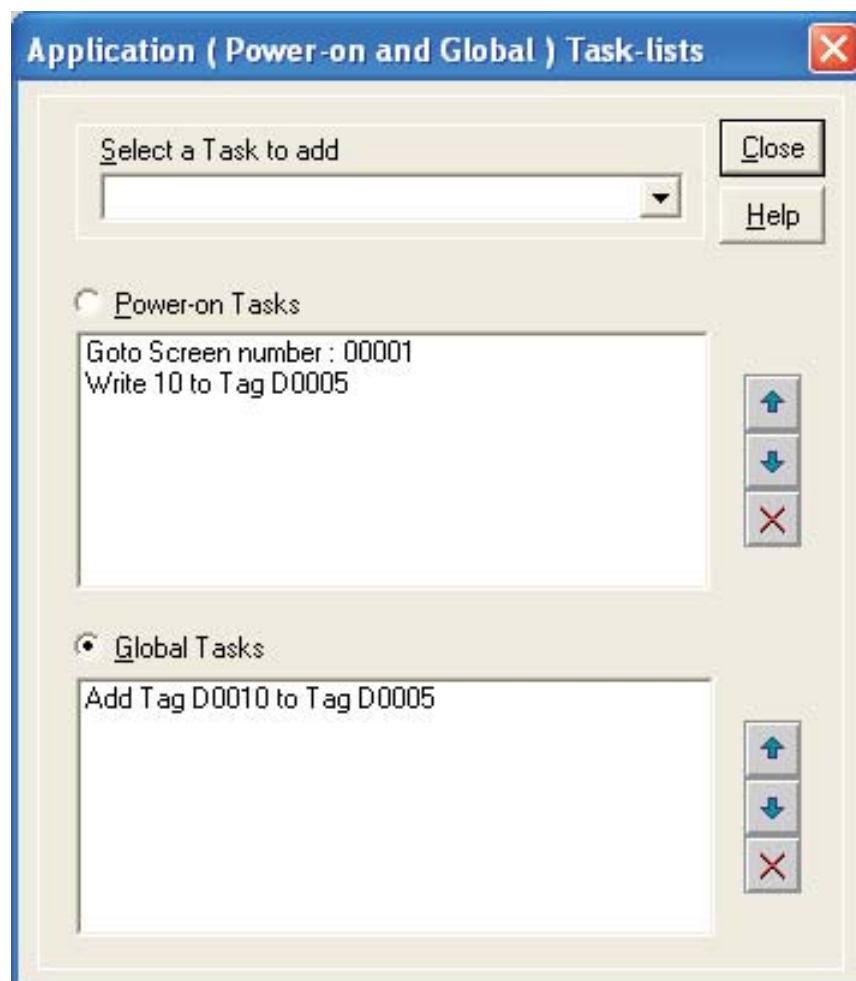 Application ( Power-on and Global ) Task-lists
Select a Task to add
Close
Help
Power-on Tasks
Goto Screen number : 00001
Write 10 to Tag D0005
Global Tasks
Add Tag D0010 to Tag D0005